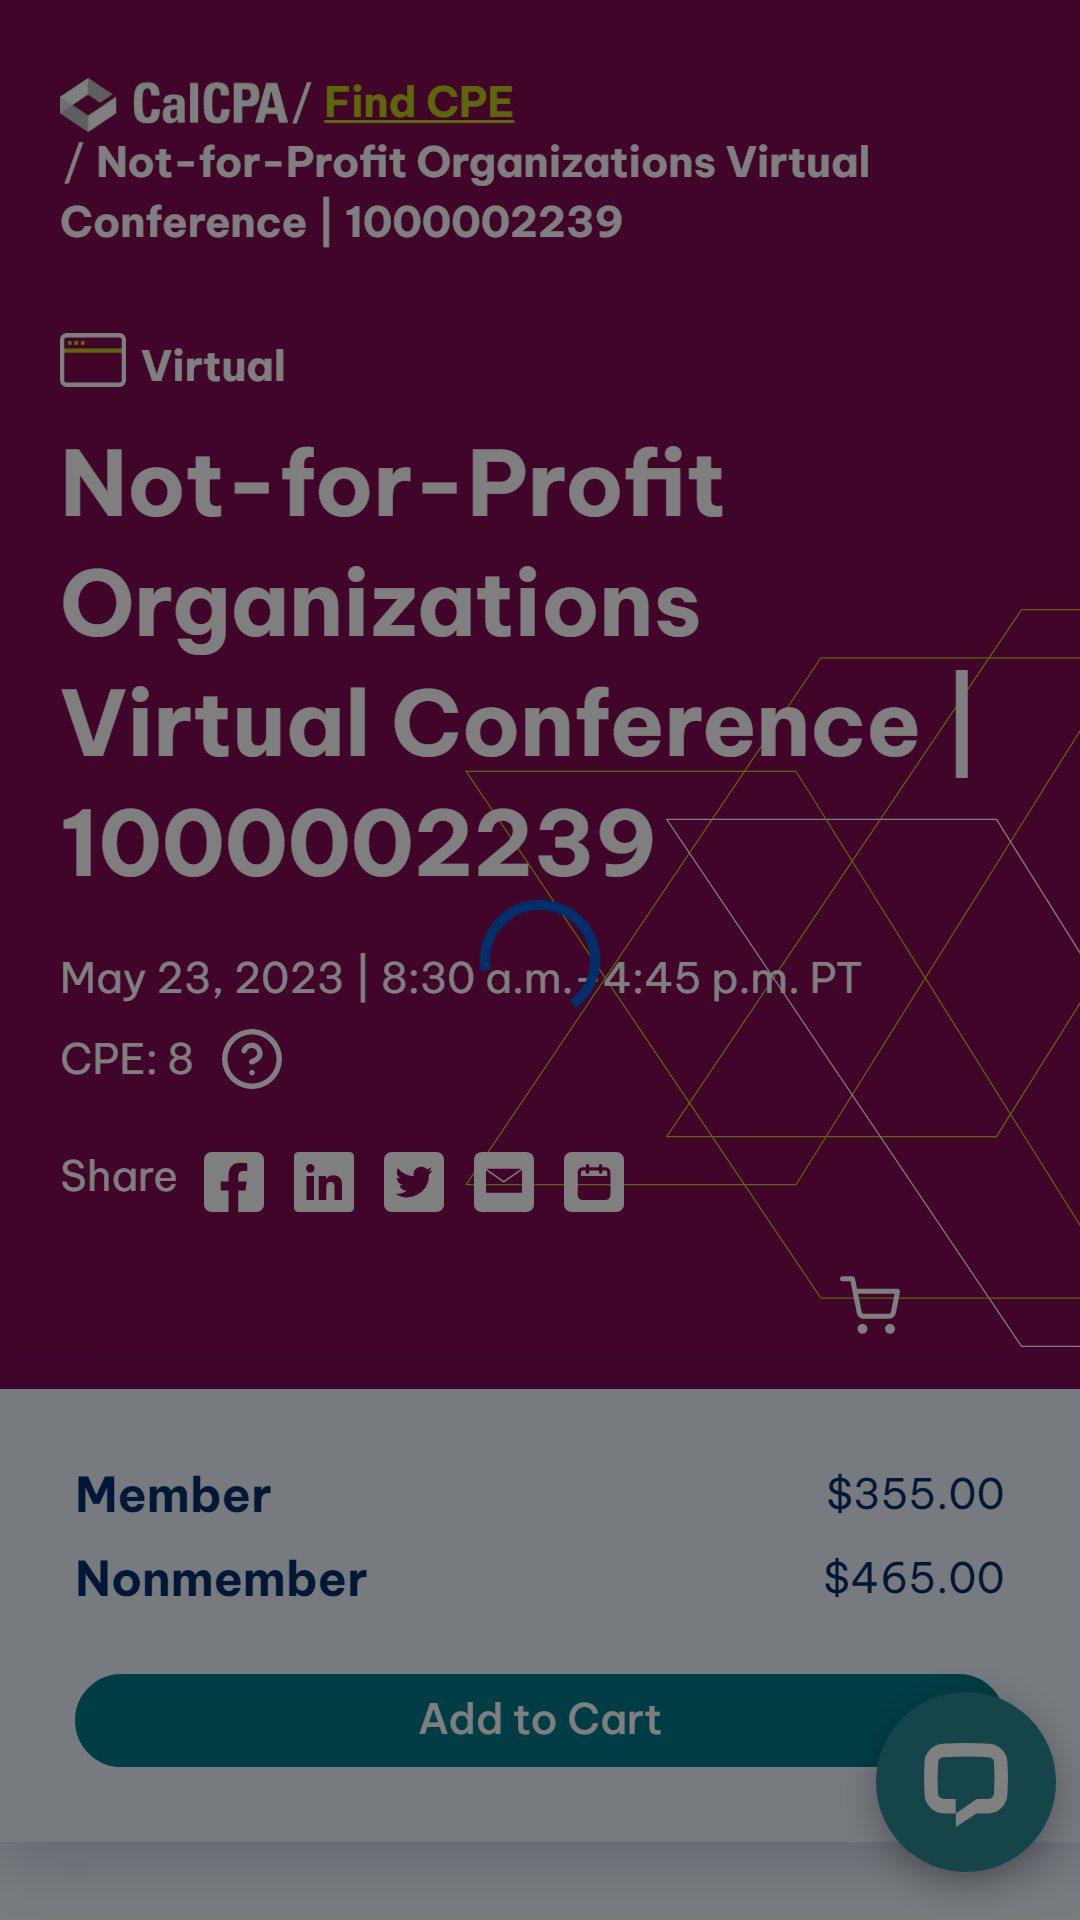 CalCPA / Find CPE
/ Not-for-Profit Organizations Virtual
Conference | 1000002239
Virtual
Not-for-Profit
Organizations
Virtual Conference |
1000002239
May 23, 2023 | 8:30 a.m.–4:45 p.m. PT
CPE: 8 ?
Share
Member $355.00
Nonmember $465.00
Add to Cart